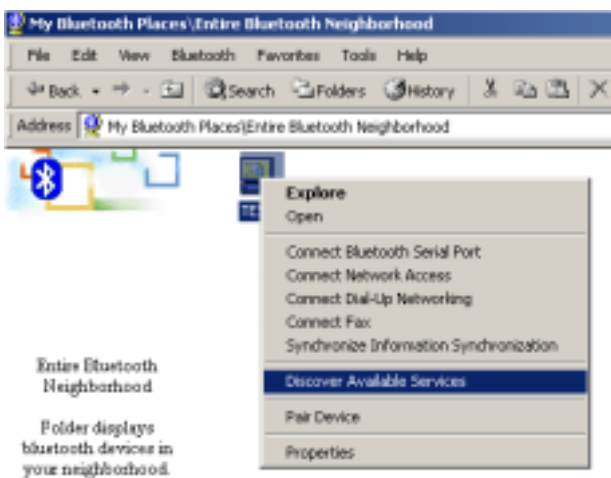 My Bluetooth Places\Entire Bluetooth Neighborhood
File Edit View Bluetooth Favorites Tools Help
Back Search Folders History
Address My Bluetooth Places\Entire Bluetooth Neighborhood
TE
Explore
Open
Connect Bluetooth Serial Port
Connect Network Access
Connect Dial-Up Networking
Connect Fax
Synchronize Information Synchronization
Discover Available Services
Pair Device
Properties
Entire Bluetooth
Neighborhood
Folder displays
bluetooth devices in
your neighborhood.